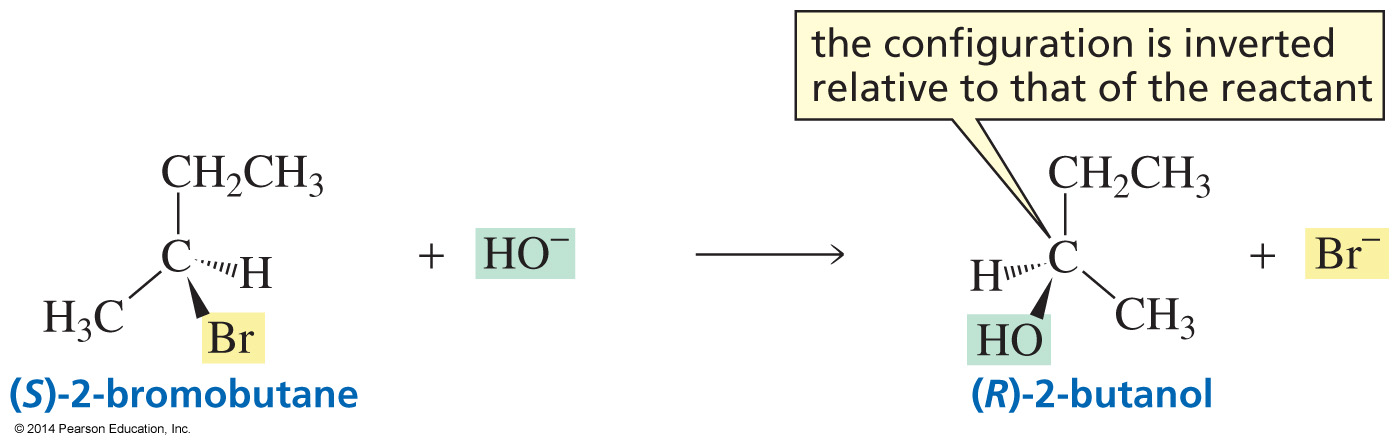 the configuration is inverted
relative to that of the reactant
CH₂CH₃
C
H
H₃C
Br
+
HO⁻
CH₂CH₃
H
C
HO
CH₃
+
Br⁻
(S)-2-bromobutane
(R)-2-butanol
© 2014 Pearson Education, Inc.